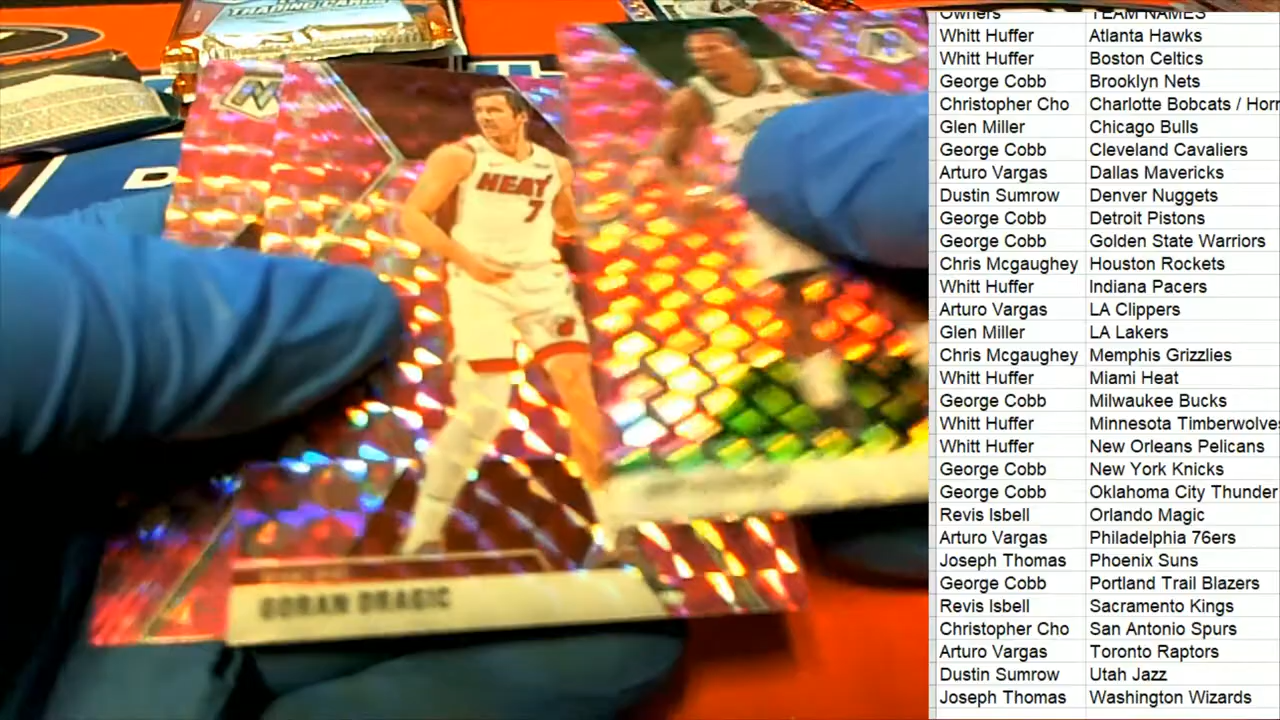 TRADING CARDS
D
HEAT
7
GORAN DRAGIC
Owners TEAM NAMES
Whitt Huffer Atlanta Hawks
Whitt Huffer Boston Celtics
George Cobb Brooklyn Nets
Christopher Cho Charlotte Bobcats / Horr
Glen Miller Chicago Bulls
George Cobb Cleveland Cavaliers
Arturo Vargas Dallas Mavericks
Dustin Sumrow Denver Nuggets
George Cobb Detroit Pistons
George Cobb Golden State Warriors
Chris Mcgaughey Houston Rockets
Whitt Huffer Indiana Pacers
Arturo Vargas LA Clippers
Glen Miller LA Lakers
Chris Mcgaughey Memphis Grizzlies
Whitt Huffer Miami Heat
George Cobb Milwaukee Bucks
Whitt Huffer Minnesota Timberwolves
Whitt Huffer New Orleans Pelicans
George Cobb New York Knicks
George Cobb Oklahoma City Thunder
Revis Isbell Orlando Magic
Arturo Vargas Philadelphia 76ers
Joseph Thomas Phoenix Suns
George Cobb Portland Trail Blazers
Revis Isbell Sacramento Kings
Christopher Cho San Antonio Spurs
Arturo Vargas Toronto Raptors
Dustin Sumrow Utah Jazz
Joseph Thomas Washington Wizards